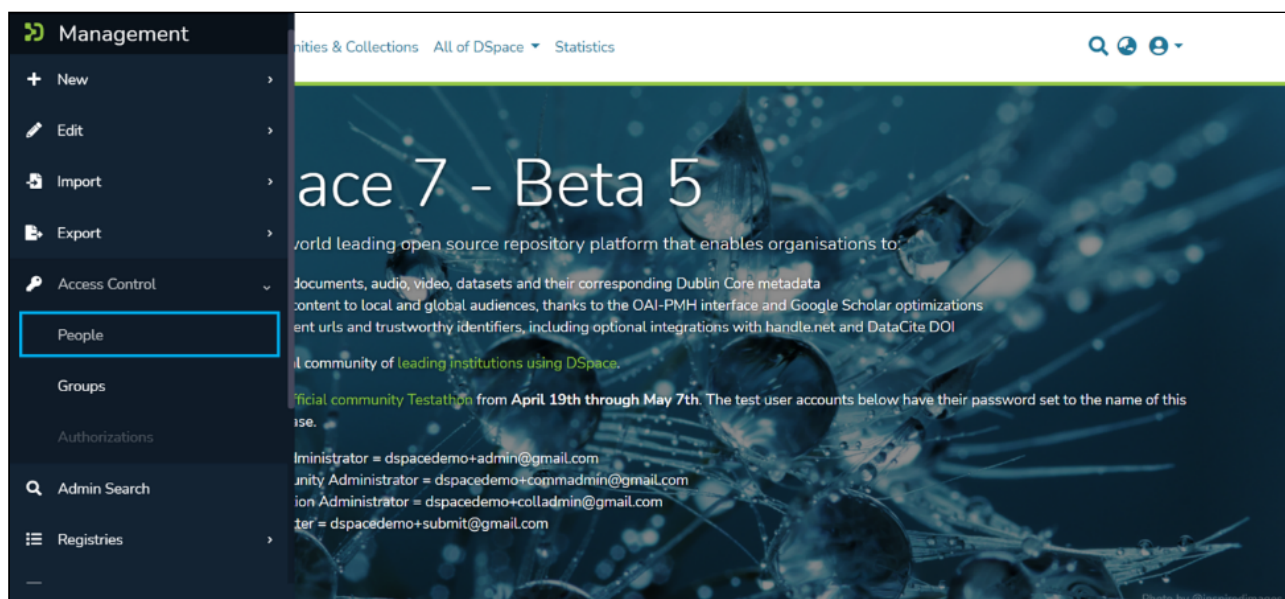 Management
nities & Collections All of DSpace Statistics
New
Edit
Import
Export
Access Control
People
Groups
Authorizations
Admin Search
Registries
ace 7 - Beta 5
world leading open source repository platform that enables organisations to:
documents, audio, video, datasets and their corresponding Dublin Core metadata
content to local and global audiences, thanks to the OAI-PMH interface and Google Scholar optimizations
ent urls and trustworthy identifiers, including optional integrations with handle.net and DataCite DOI
l community of leading institutions using DSpace.
fficial community Testathon from April 19th through May 7th. The test user accounts below have their password set to the name of this
ase.
lministrator = dspacedemo+admin@gmail.com
unity Administrator = dspacedemo+commadmin@gmail.com
ion Administrator = dspacedemo+colladmin@gmail.com
ter = dspacedemo+submit@gmail.com
Photo by